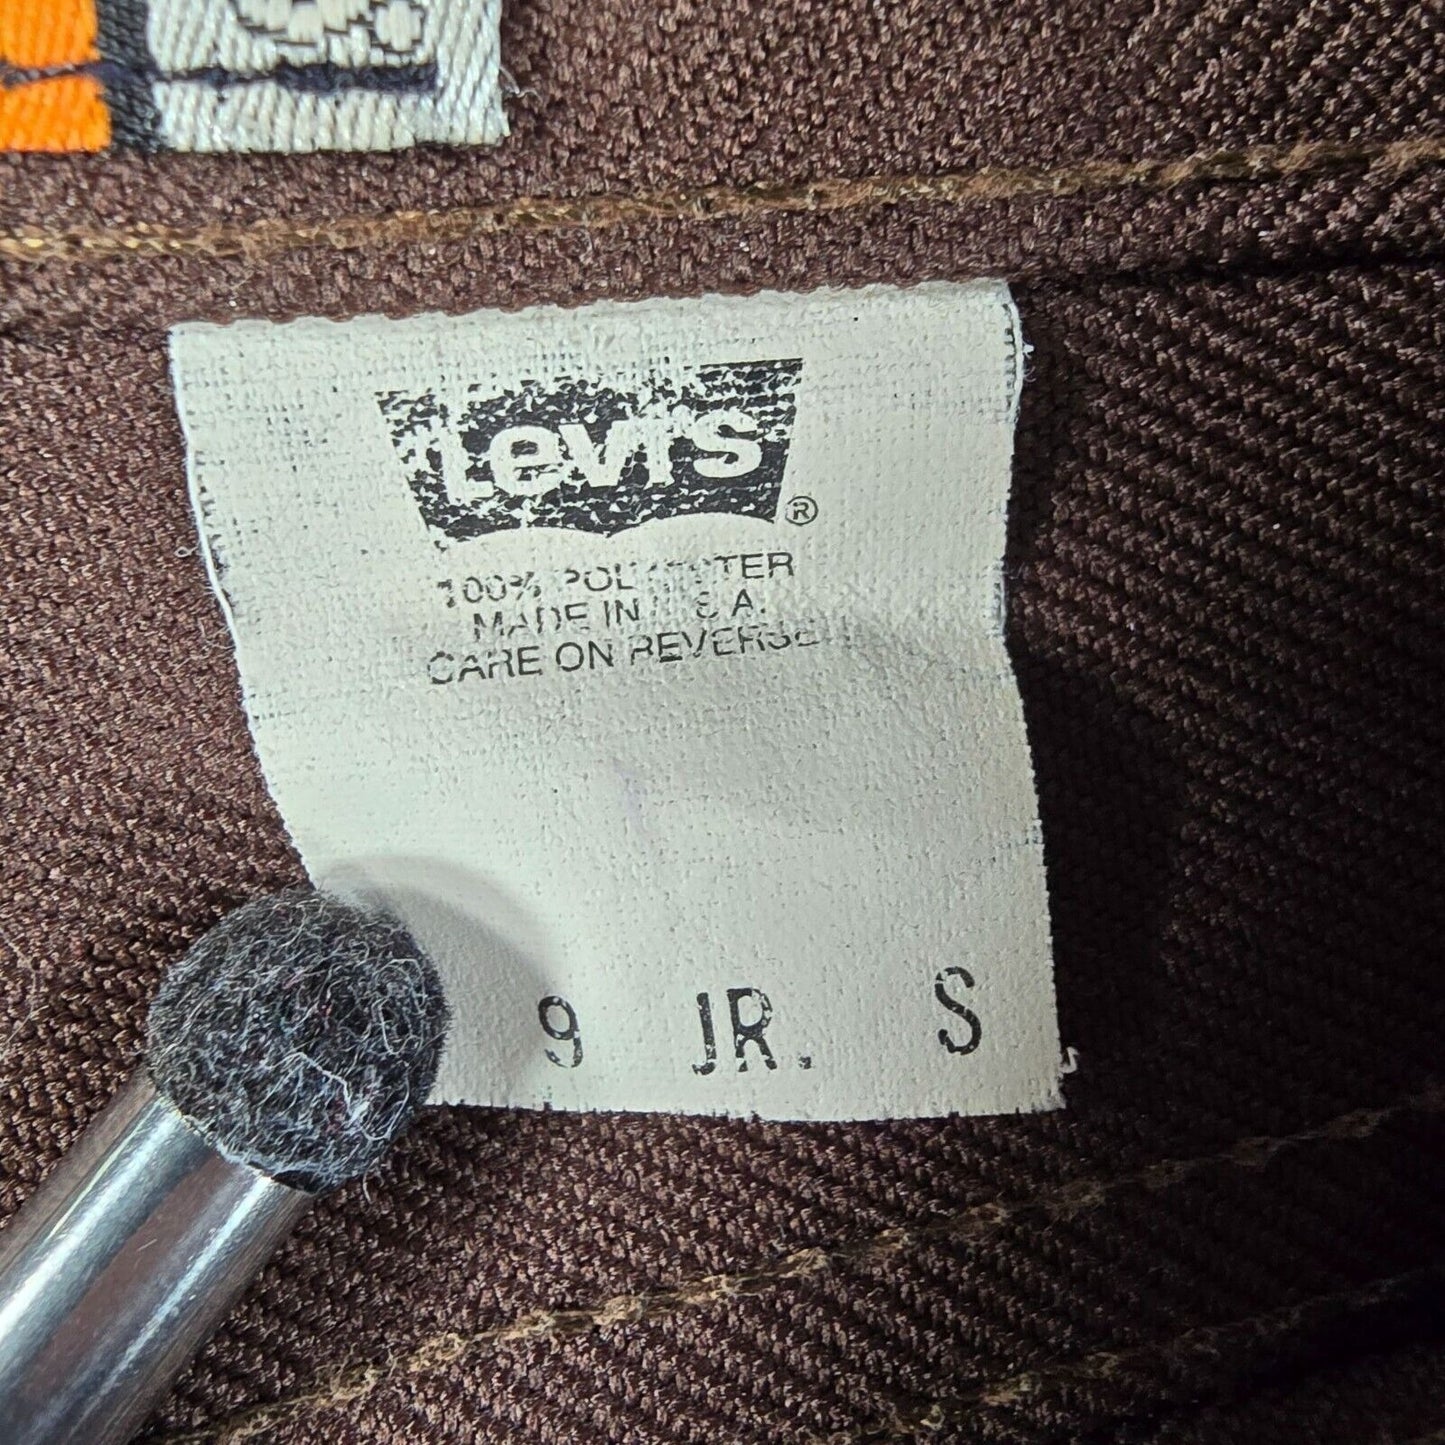 Levi's ®
100% POLYESTER
MADE IN U.S.A.
CARE ON REVERSE
9 JR. S